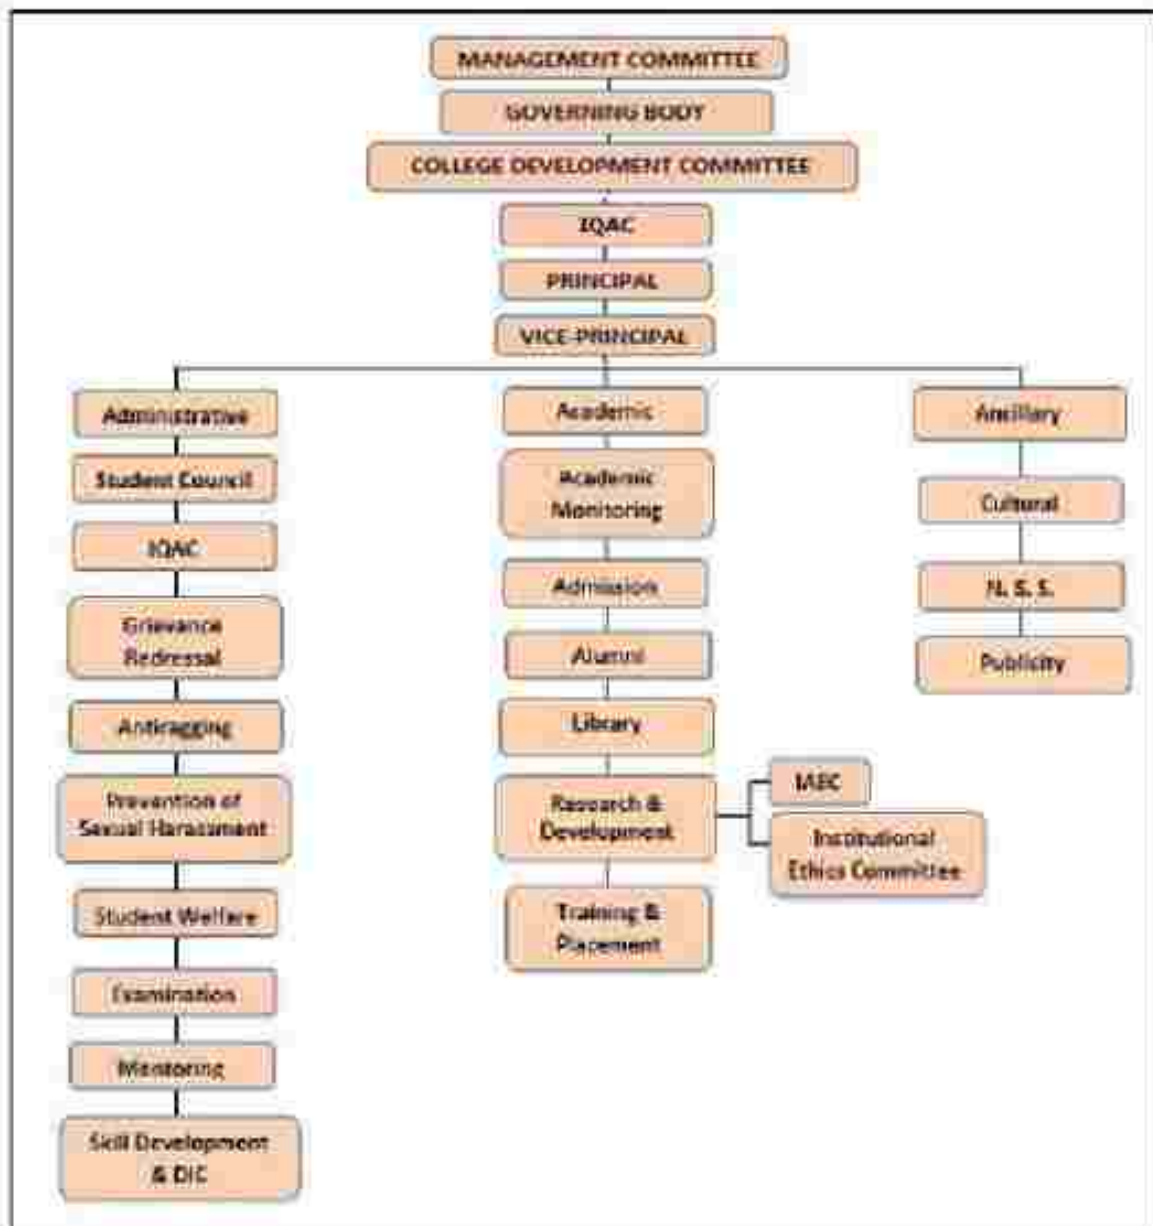 MANAGEMENT COMMITTEE
GOVERNING BODY
COLLEGE DEVELOPMENT COMMITTEE
IQAC
PRINCIPAL
VICE-PRINCIPAL
Administrative
Student Council
IQAC
Grievance
Redressal
Antiragging
Prevention of
Sexual Harassment
Student Welfare
Examination
Mentoring
Skill Development
& DIC
Academic
Academic
Monitoring
Admission
Alumni
Library
Research &
Development
IAEC
Institutional
Ethics Committee
Training &
Placement
Ancillary
Cultural
N. S. S.
Publicity